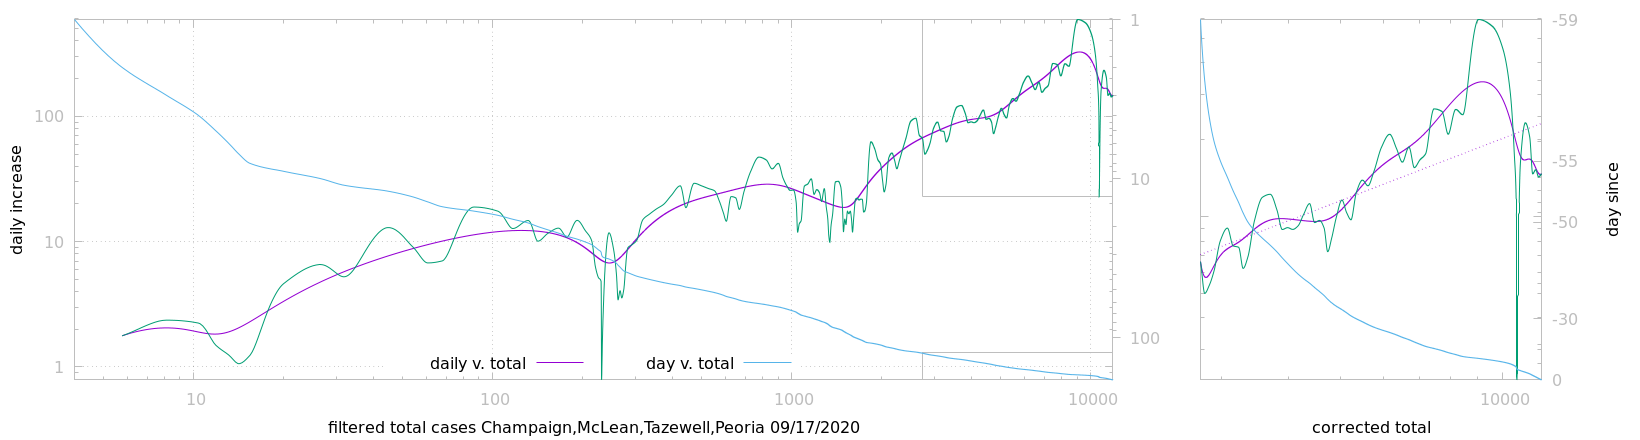 daily increase
100
10
1
daily v. total
day v. total
10
100
1000
10000
1
10
100
filtered total cases Champaign,McLean,Tazewell,Peoria 09/17/2020
-59
-55
-50
-30
0
day since
10000
corrected total